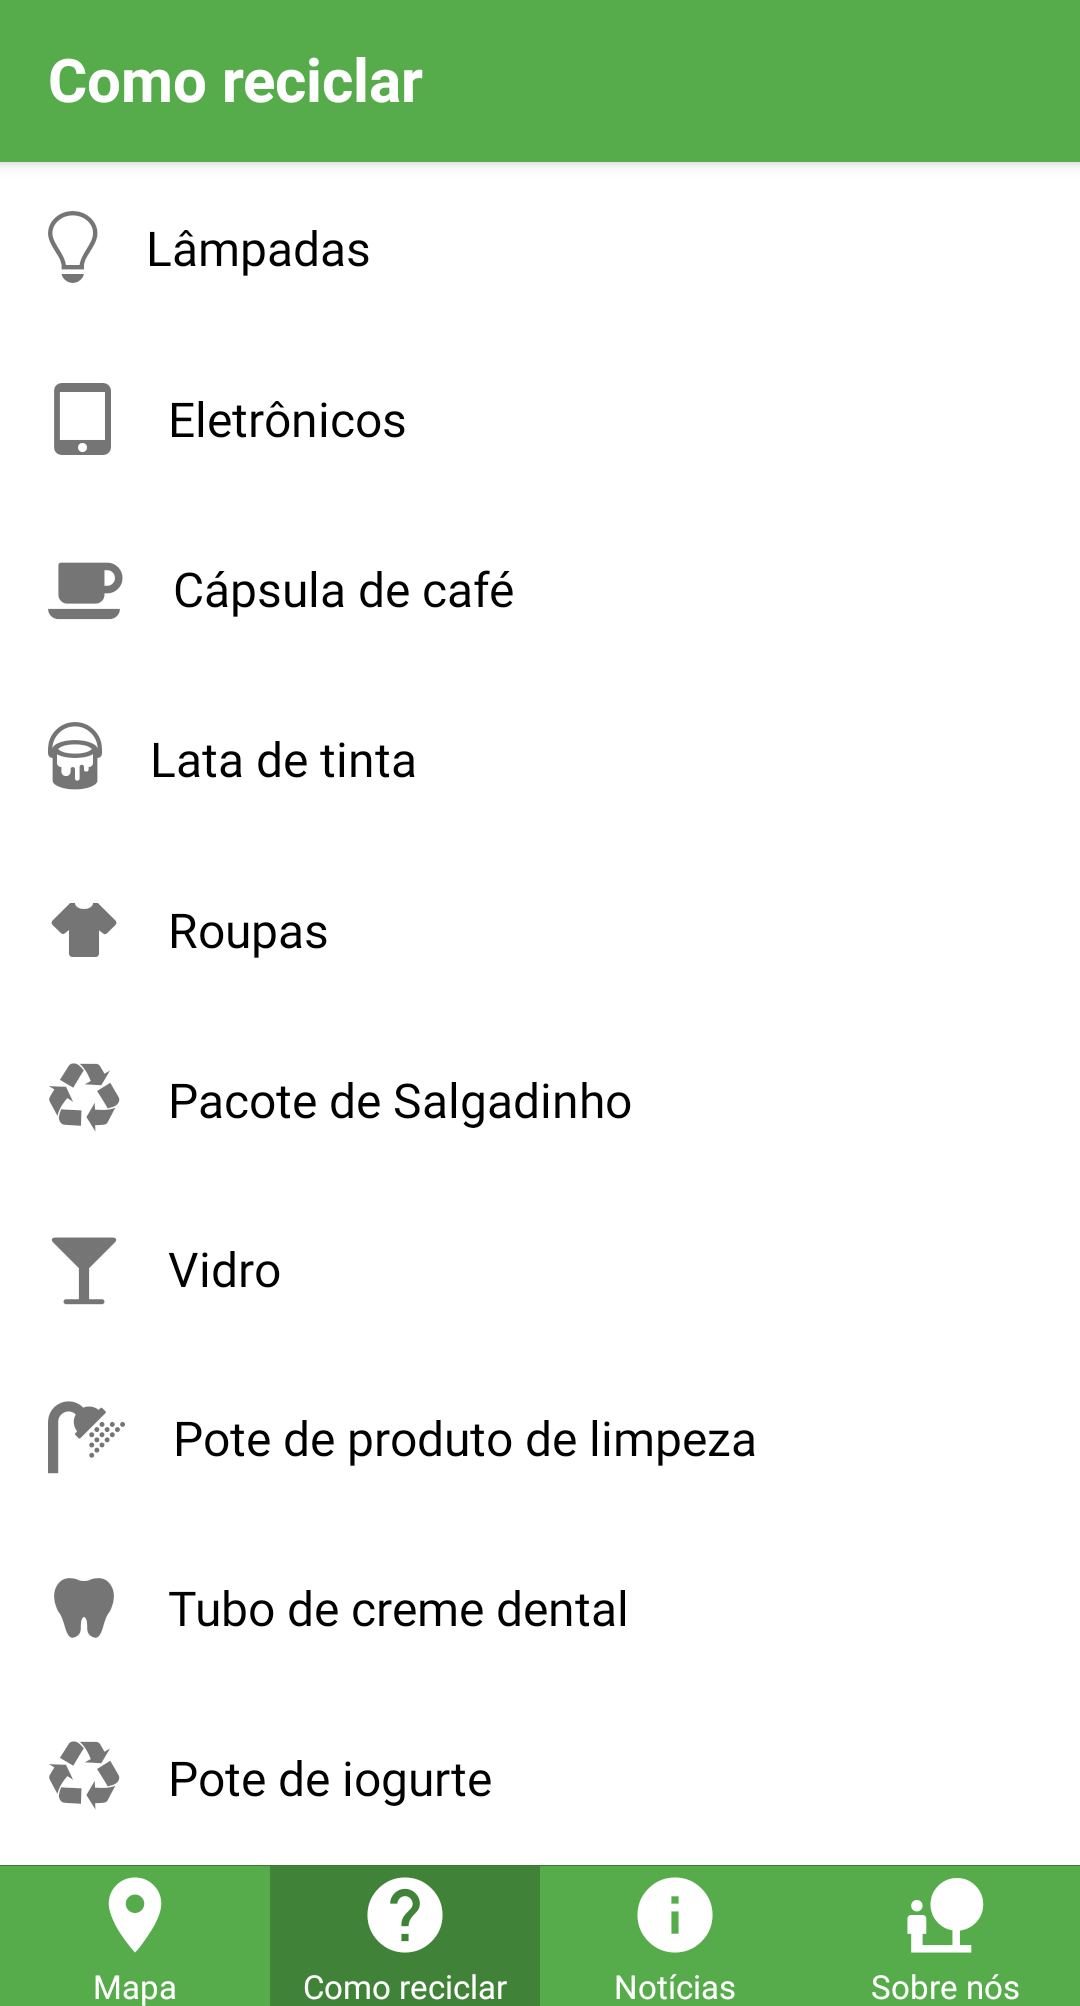 Como reciclar
Lâmpadas
Eletrônicos
Cápsula de café
Lata de tinta
Roupas
Pacote de Salgadinho
Vidro
Pote de produto de limpeza
Tubo de creme dental
Pote de iogurte
Mapa
Como reciclar
Notícias
Sobre nós